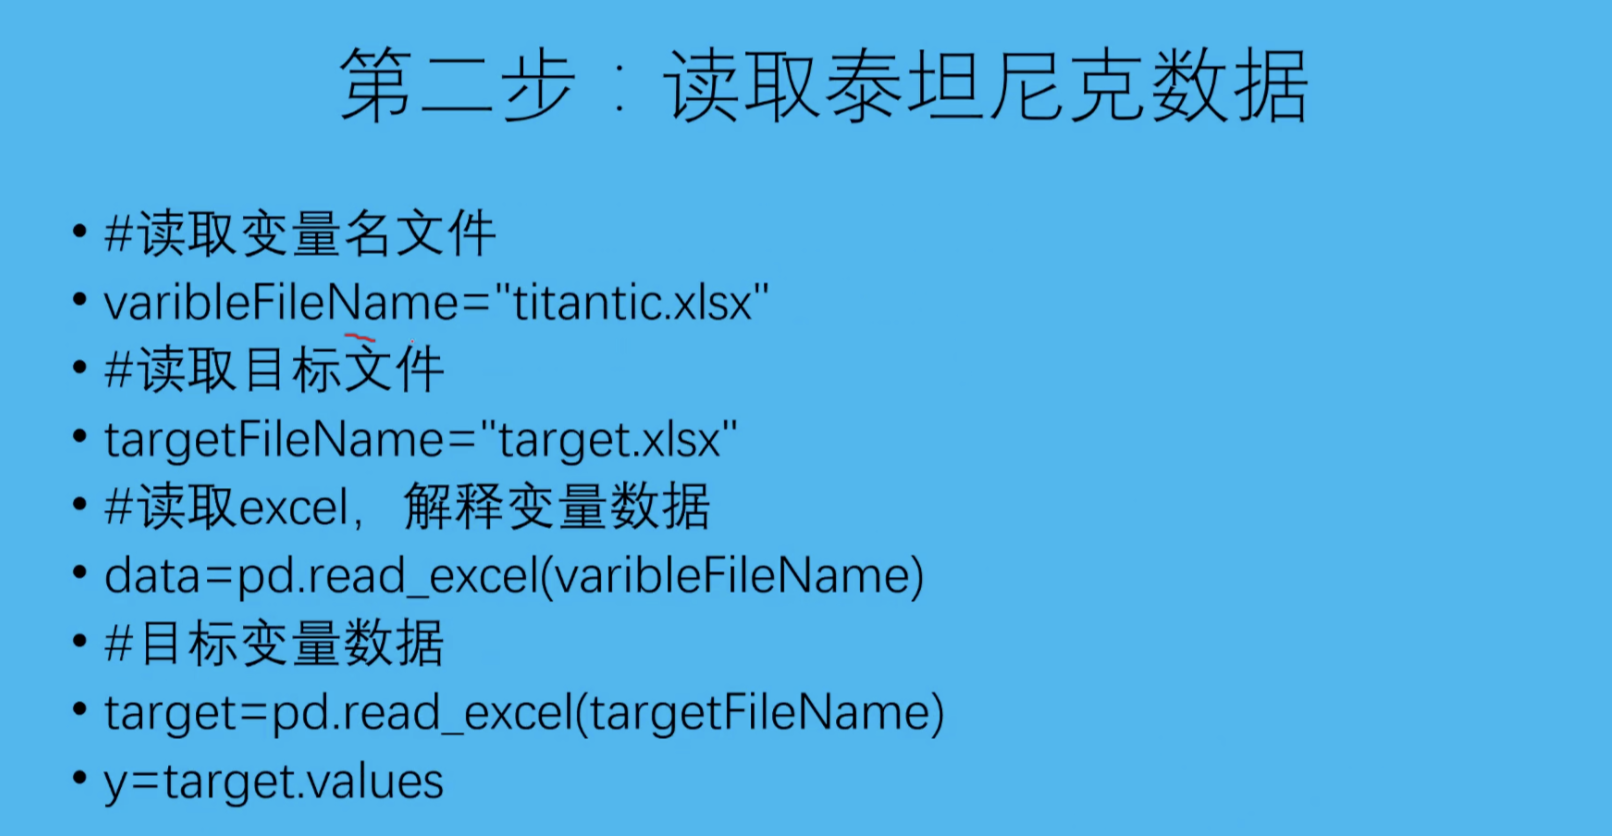 第二步：读取泰坦尼克数据
• #读取变量名文件
• varibleFileName="titantic.xlsx"
• #读取目标文件
• targetFileName="target.xlsx"
• #读取excel，解释变量数据
• data=pd.read_excel(varibleFileName)
• #目标变量数据
• target=pd.read_excel(targetFileName)
• y=target.values